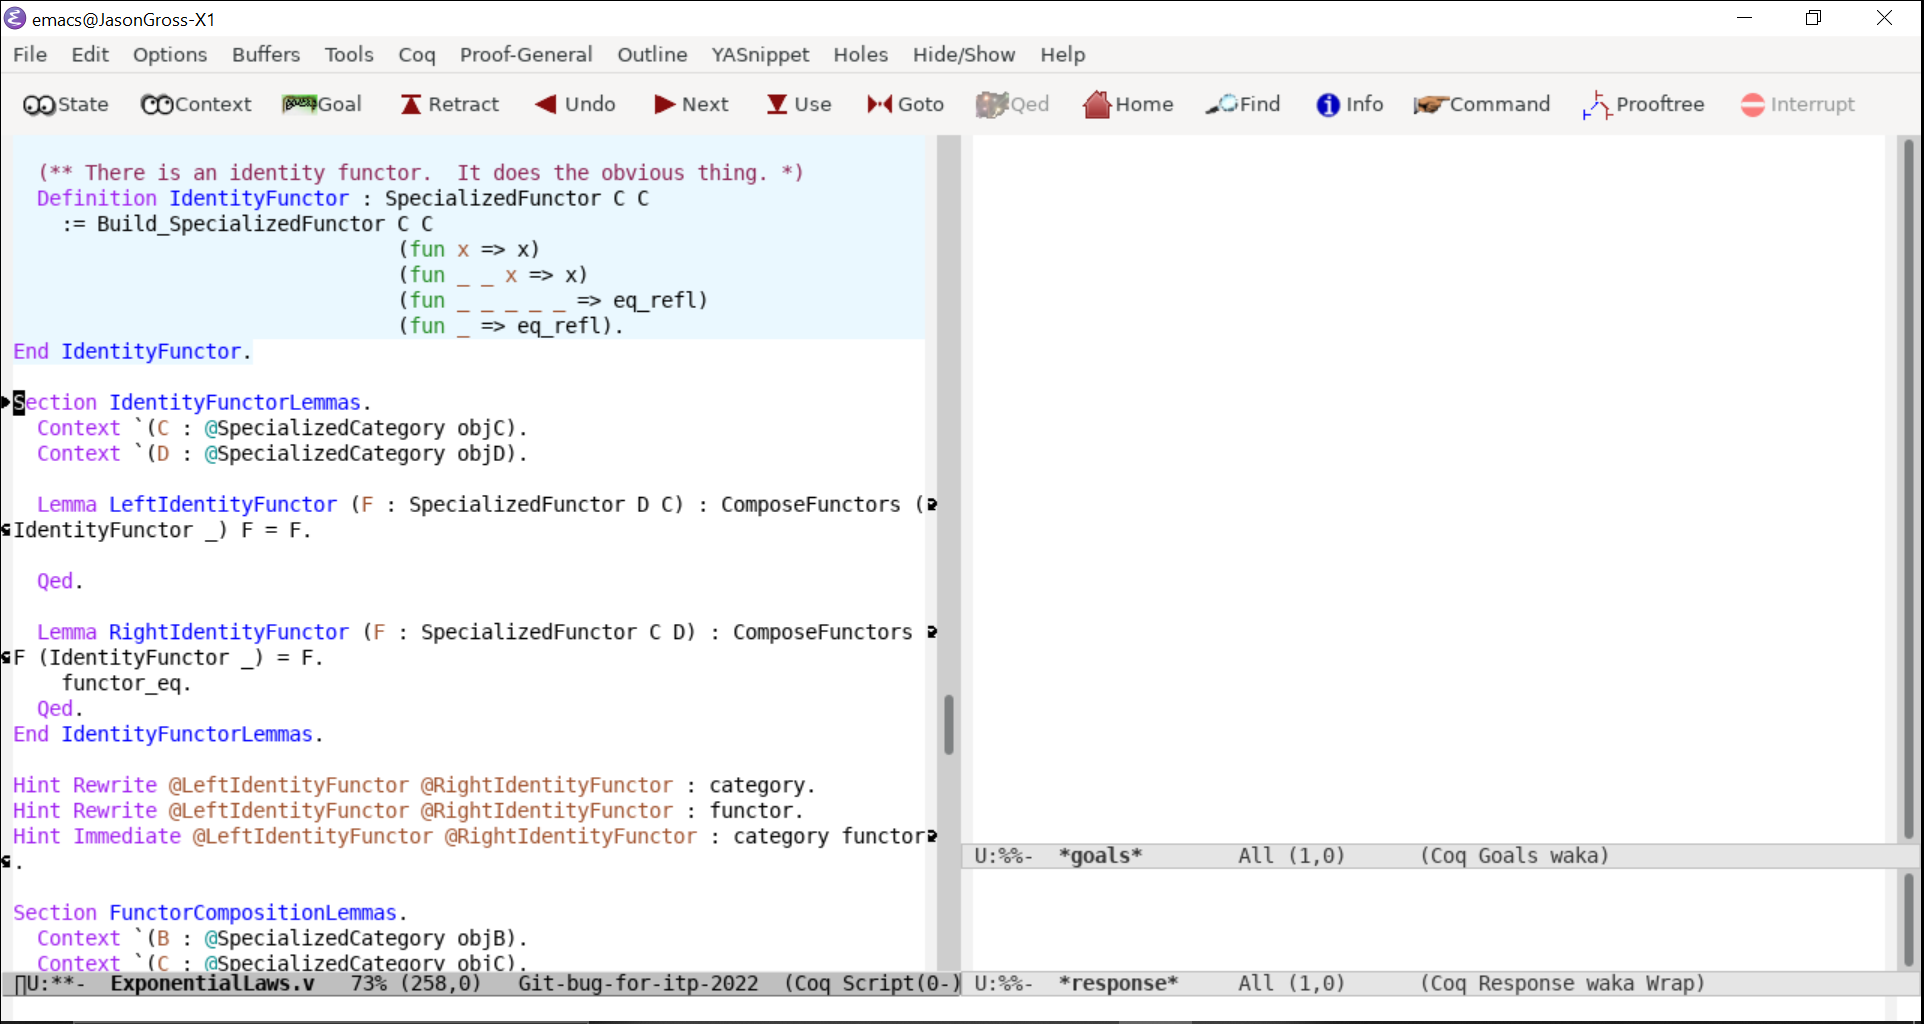 emacs@JasonGross-X1
File Edit Options Buffers Tools Coq Proof-General Outline YASnippet Holes Hide/Show Help
State Context Goal Retract Undo Next Use Goto Qed Home Find Info Command Prooftree Interrupt
(** There is an identity functor.  It does the obvious thing. *)
Definition IdentityFunctor : SpecializedFunctor C C
:= Build_SpecializedFunctor C C
(fun x => x)
(fun _ _ x => x)
(fun _ _ _ _ _ => eq_refl)
(fun _ => eq_refl).
End IdentityFunctor.
Section IdentityFunctorLemmas.
Context `(C : @SpecializedCategory objC).
Context `(D : @SpecializedCategory objD).
Lemma LeftIdentityFunctor (F : SpecializedFunctor D C) : ComposeFunctors (
IdentityFunctor _) F = F.
Qed.
Lemma RightIdentityFunctor (F : SpecializedFunctor C D) : ComposeFunctors
F (IdentityFunctor _) = F.
functor_eq.
Qed.
End IdentityFunctorLemmas.
Hint Rewrite @LeftIdentityFunctor @RightIdentityFunctor : category.
Hint Rewrite @LeftIdentityFunctor @RightIdentityFunctor : functor.
Hint Immediate @LeftIdentityFunctor @RightIdentityFunctor : category functor
.
Section FunctorCompositionLemmas.
Context `(B : @SpecializedCategory objB).
Context `(C : @SpecializedCategory objC).
U:**-  ExponentialLaws.v   73% (258,0)   Git-bug-for-itp-2022  (Coq Script(0-)
U:%%-  *goals*        All (1,0)      (Coq Goals waka)
U:%%-  *response*     All (1,0)      (Coq Response waka Wrap)